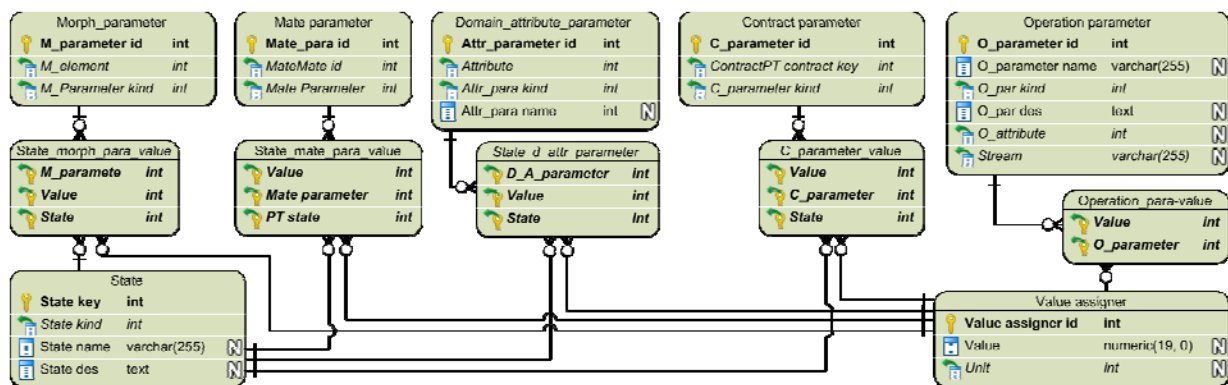 Morph_parameter
M_parameter id int
M_element int
M_Parameter kind int
Mate parameter
Mate_para id int
MateMate id int
Mate Parameter int
Domain_attribute_parameter
Attr_parameter id int
Attribute int
Attr_para kind int
Attr_para name int N
Contract parameter
C_parameter id int
ContractPT contract key int
C_parameter kind int
Operation parameter
O_parameter id int
O_parameter name varchar(255) N
O_par kind int
O_par des text N
O_attribute int
Stream varchar(255)
State_morph_para_value
M_paramete int
Value int
State int
State_mate_para_value
Value int
Mate parameter int
PT state int
State_d_attr_parameter
D_A_parameter int
Value int
State int
C_parameter_value
Value int
C_parameter int
State int
Operation_para-value
Value int
O_parameter int
State
State key int
State kind int
State name varchar(255) N
State des text N
Value assigner
Value assigner id int
Value numeric(19, 0) N
Unit int N